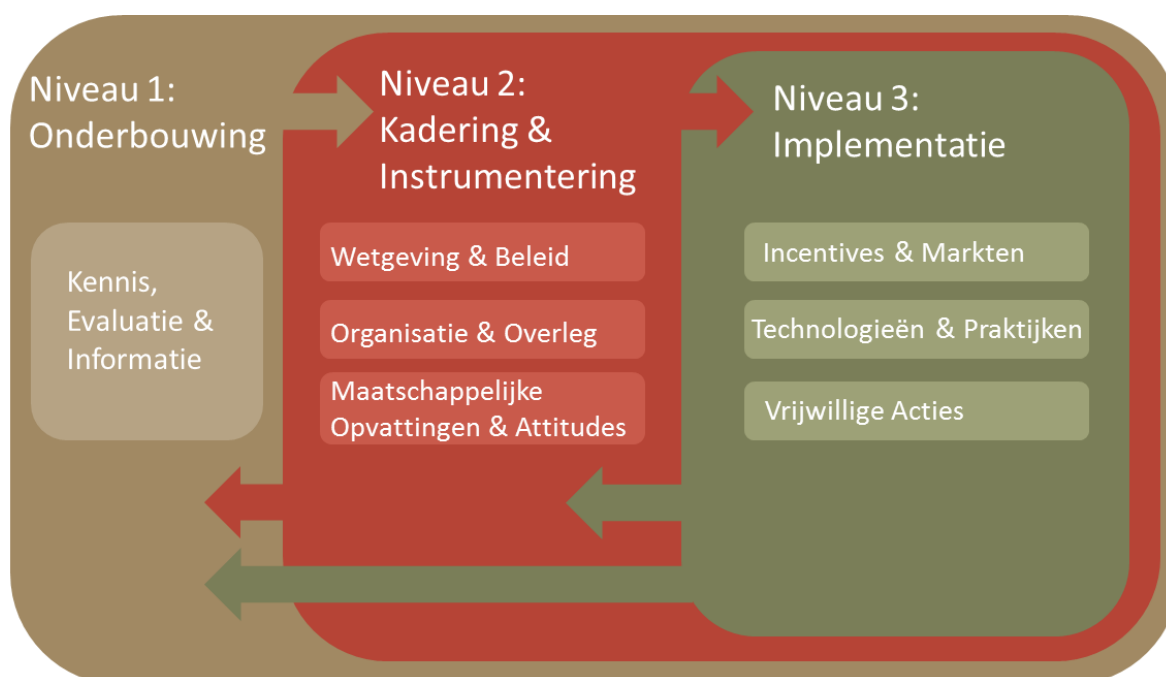 Niveau 1:
Onderbouwing
Kennis,
Evaluatie &
Informatie
Niveau 2:
Kadering &
Instrumentering
Wetgeving & Beleid
Organisatie & Overleg
Maatschappelijke
Opvattingen & Attitudes
Niveau 3:
Implementatie
Incentives & Markten
Technologieën & Praktijken
Vrijwillige Acties